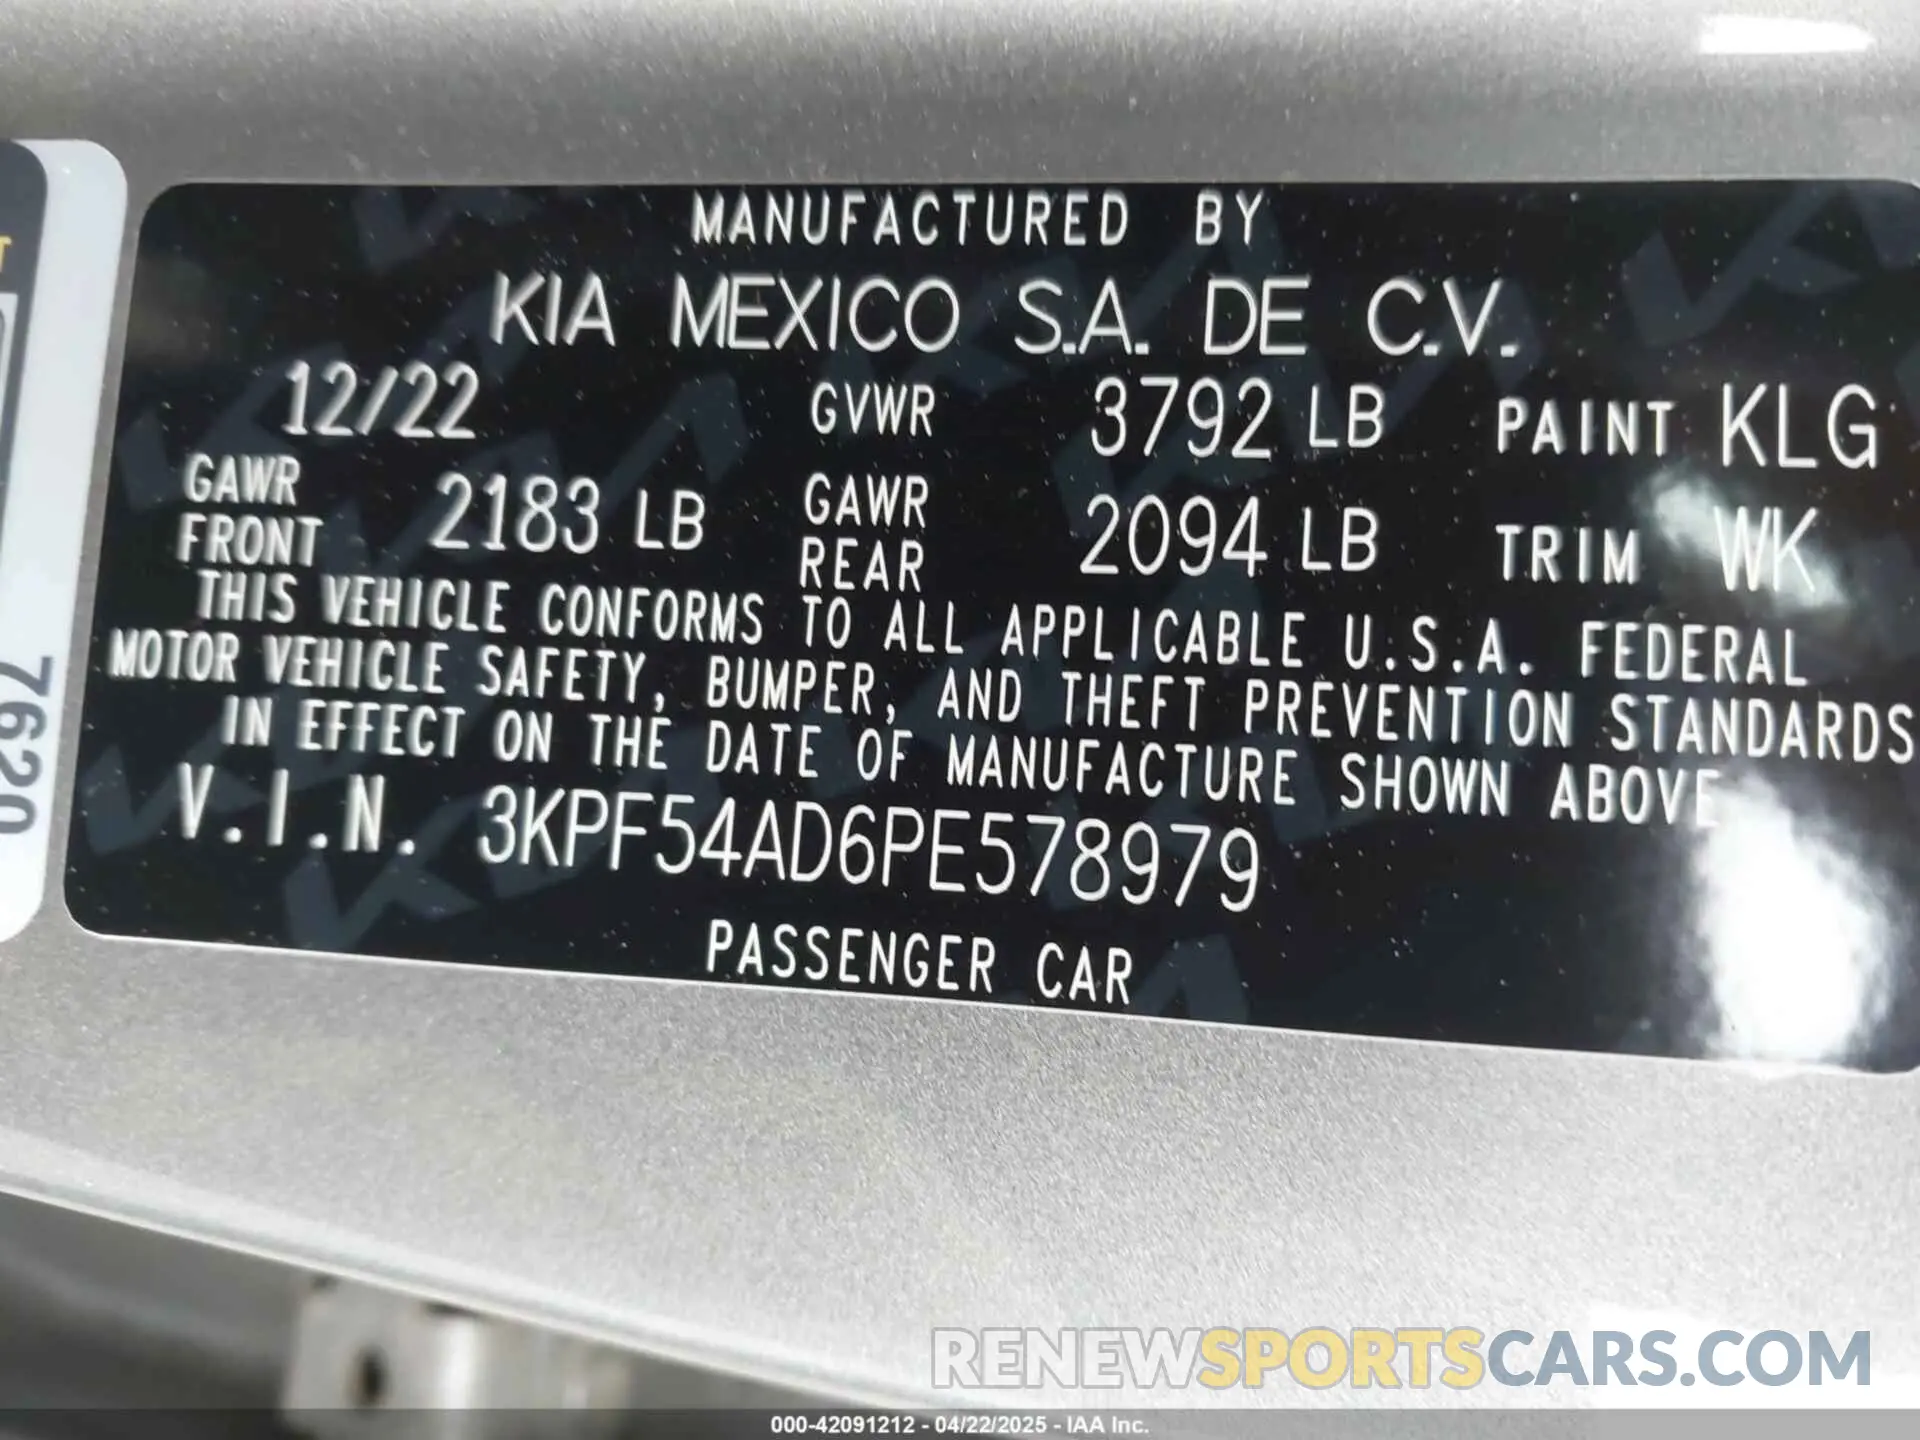 MANUFACTURED BY
KIA MEXICO S.A. DE C.V.
12/22 GVWR 3792 LB PAINT KLG
GAWR FRONT 2183 LB GAWR REAR 2094 LB TRIM WK
THIS VEHICLE CONFORMS TO ALL APPLICABLE U.S.A. FEDERAL
MOTOR VEHICLE SAFETY, BUMPER, AND THEFT PREVENTION STANDARDS
IN EFFECT ON THE DATE OF MANUFACTURE SHOWN ABOVE
V.I.N. 3KPF54AD6PE578979
PASSENGER CAR
RENEWSPORTSCARS.COM
000-42091212 - 04/22/2025 - IAA Inc.